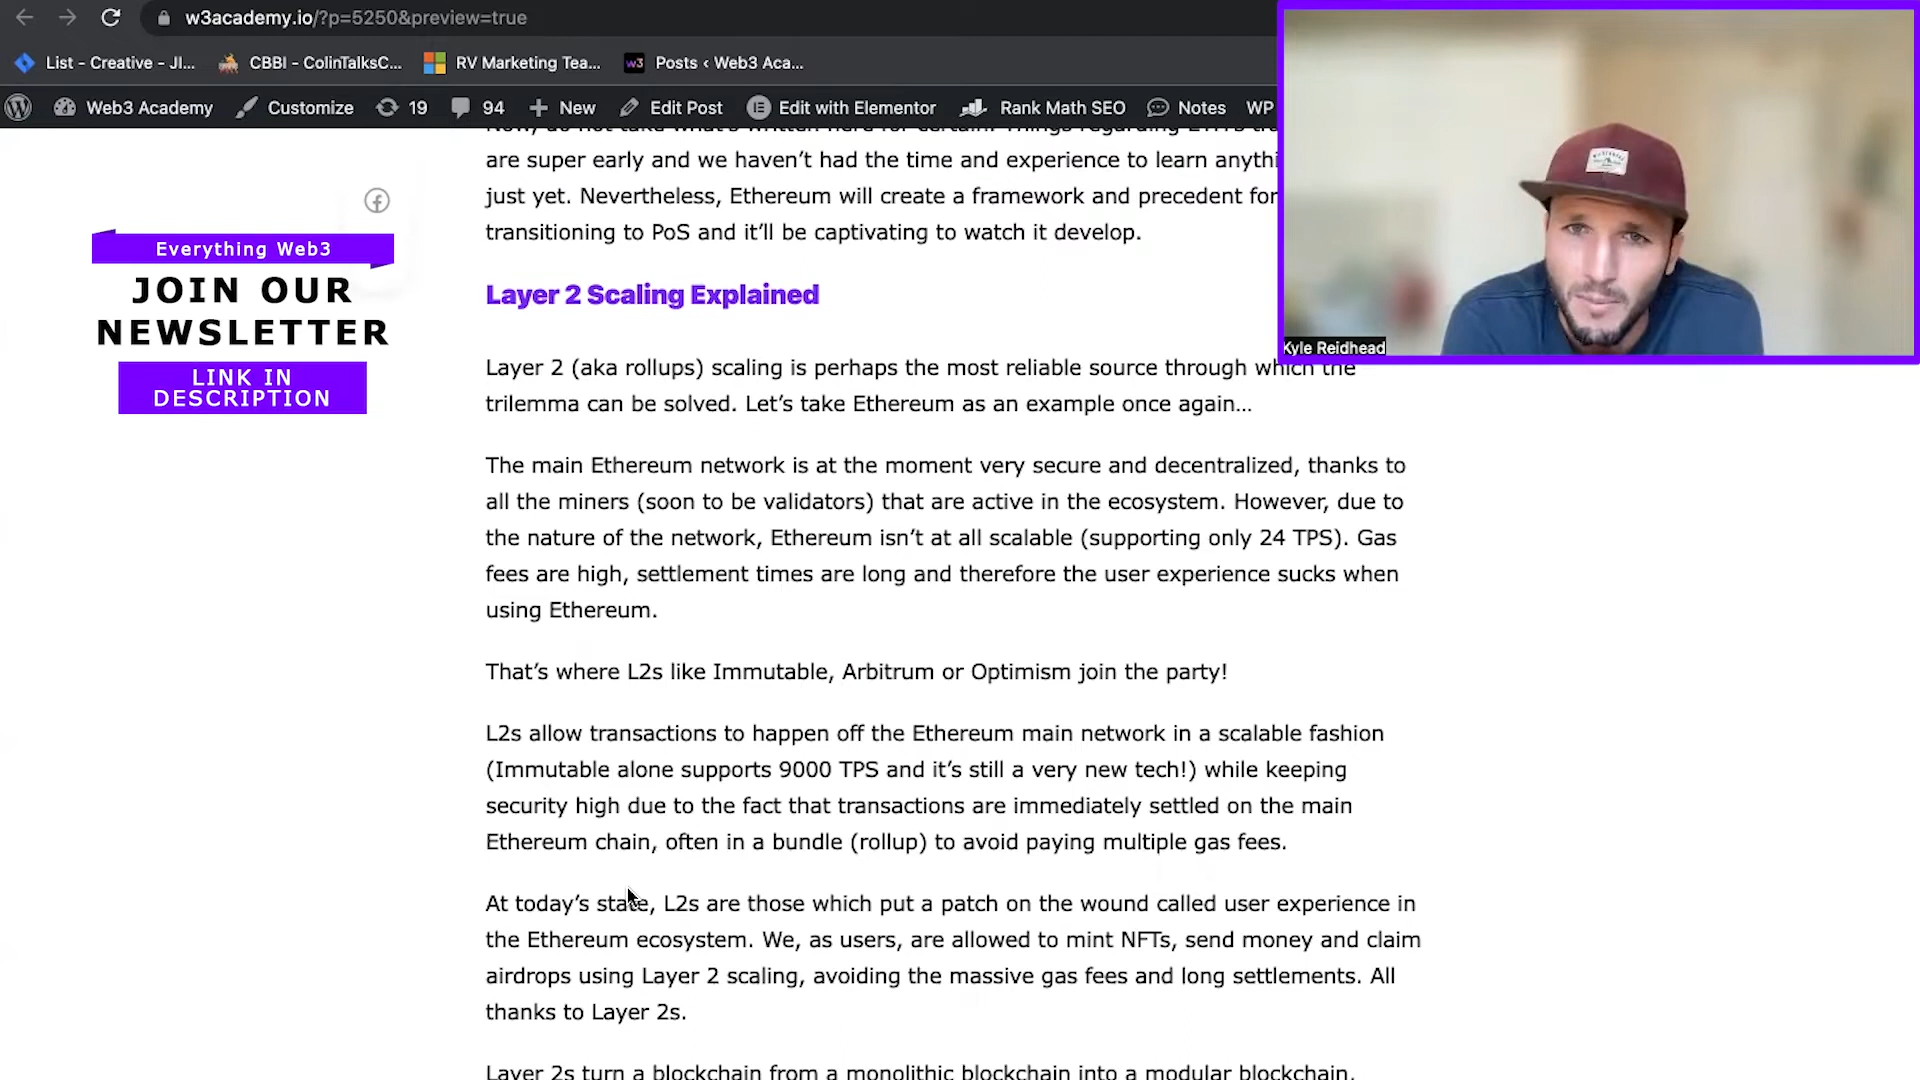 w3academy.io/?p=5250&preview=true
List - Creative - JI...
CBBI - ColinTalksC...
RV Marketing Tea...
w3
Posts ‹ Web3 Aca...
Web3 Academy
Customize
19
94
New
Edit Post
Edit with Elementor
Rank Math SEO
Notes
WP
Kyle Reidhead
Everything Web3
JOIN OUR
NEWSLETTER
LINK IN
DESCRIPTION
Now, do not take what's written here for certain. Things regarding
are super early and we haven't had the time and experience to learn
just yet. Nevertheless, Ethereum will create a framework and precedent for
transitioning to PoS and it'll be captivating to watch it develop.
Layer 2 Scaling Explained
Layer 2 (aka rollups) scaling is perhaps the most reliable source through which the
trilemma can be solved. Let's take Ethereum as an example once again...
The main Ethereum network is at the moment very secure and decentralized, thanks to
all the miners (soon to be validators) that are active in the ecosystem. However, due to
the nature of the network, Ethereum isn't at all scalable (supporting only 24 TPS). Gas
fees are high, settlement times are long and therefore the user experience sucks when
using Ethereum.
That's where L2s like Immutable, Arbitrum or Optimism join the party!
L2s allow transactions to happen off the Ethereum main network in a scalable fashion
(Immutable alone supports 9000 TPS and it's still a very new tech!) while keeping
security high due to the fact that transactions are immediately settled on the main
Ethereum chain, often in a bundle (rollup) to avoid paying multiple gas fees.
At today's state, L2s are those which put a patch on the wound called user experience in
the Ethereum ecosystem. We, as users, are allowed to mint NFTs, send money and claim
airdrops using Layer 2 scaling, avoiding the massive gas fees and long settlements. All
thanks to Layer 2s.
Layer 2s turn a blockchain from a monolithic blockchain into a modular blockchain.